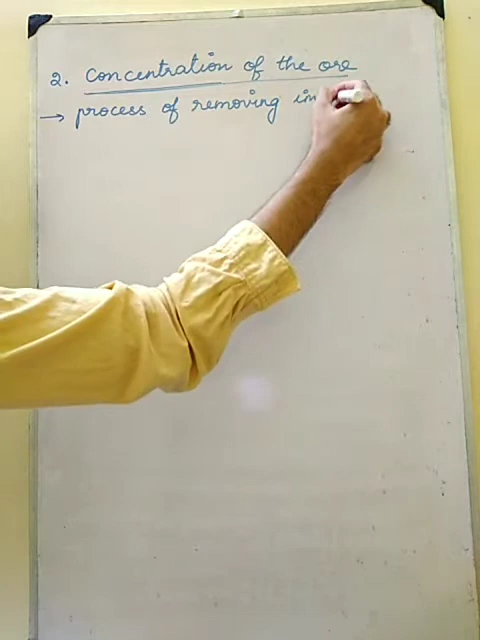 2. Concentration of the ore
→ process of removing im